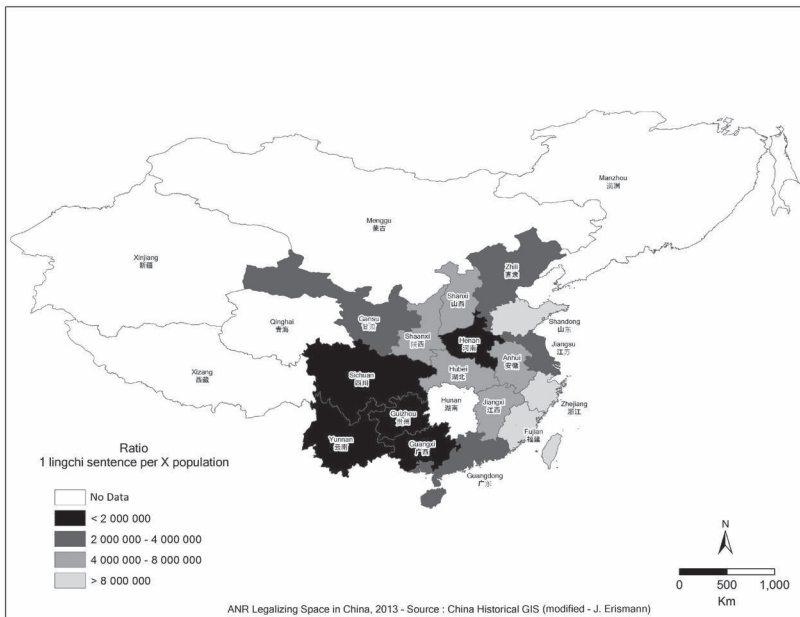 Manzhou
满洲
Menggu
蒙古
Xinjiang
新疆
Zhili
直隶
Shanxi
山西
Gansu
甘肃
Qinghai
青海
Shandong
山东
Shaanxi
陕西
Henan
河南
Jiangsu
江苏
Anhui
安徽
Xizang
西藏
Hubei
湖北
Sichuan
四川
Zhejiang
浙江
Hunan
湖南
Jiangxi
江西
Guizhou
贵州
Fujian
福建
Yunnan
云南
Guangxi
广西
Guangdong
广东
Ratio
1 lingchi sentence per X population
No Data
< 2 000 000
2 000 000 - 4 000 000
4 000 000 - 8 000 000
> 8 000 000
N
0 500 1,000
Km
ANR Legalizing Space in China, 2013 - Source : China Historical GIS (modified - J. Erismann)